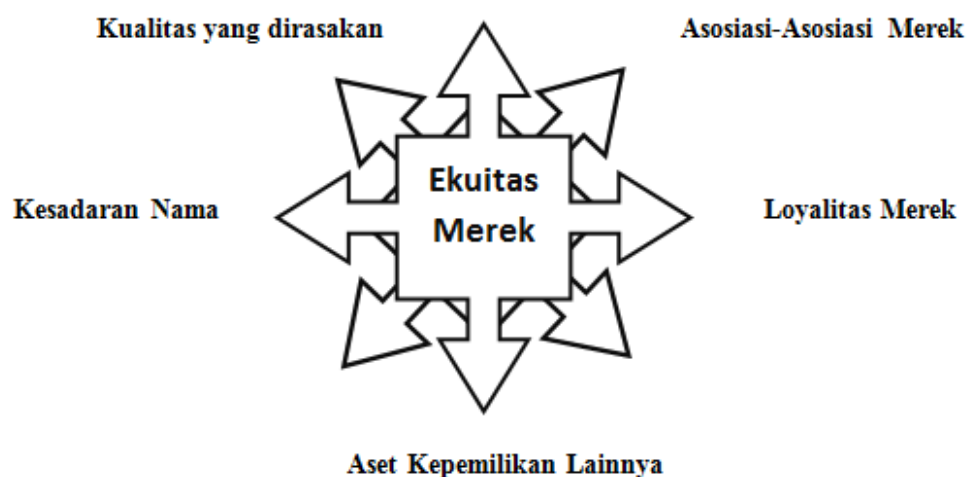 Kualitas yang dirasakan
Asosiasi-Asosiasi Merek
Ekuitas
Merek
Kesadaran Nama
Loyalitas Merek
Aset Kepemilikan Lainnya